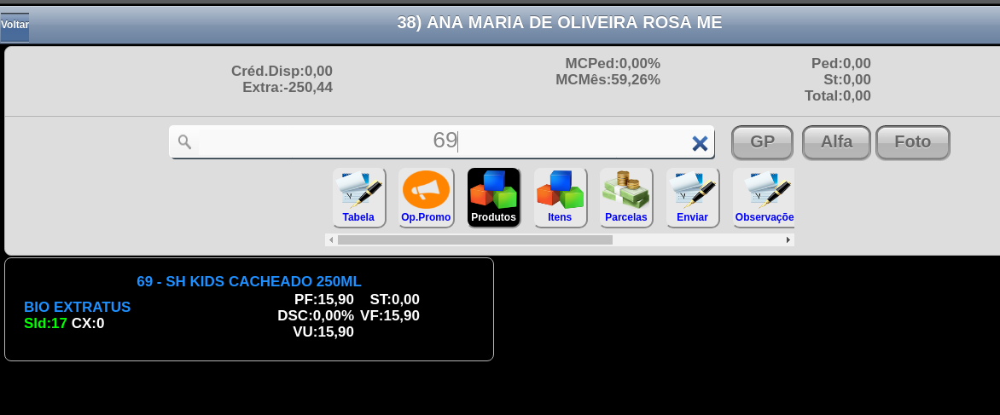 Voltar
38) ANA MARIA DE OLIVEIRA ROSA ME
Créd.Disp:0,00
Extra:-250,44
MCPed:0,00%
MCMês:59,26%
Ped:0,00
St:0,00
Total:0,00
69
GP
Alfa
Foto
Tabela
Op.Promo
Produtos
Itens
Parcelas
Enviar
Observaçõe
69 - SH KIDS CACHEADO 250ML
BIO EXTRATUS
Sld:17 CX:0
PF:15,90 ST:0,00
DSC:0,00% VF:15,90
VU:15,90